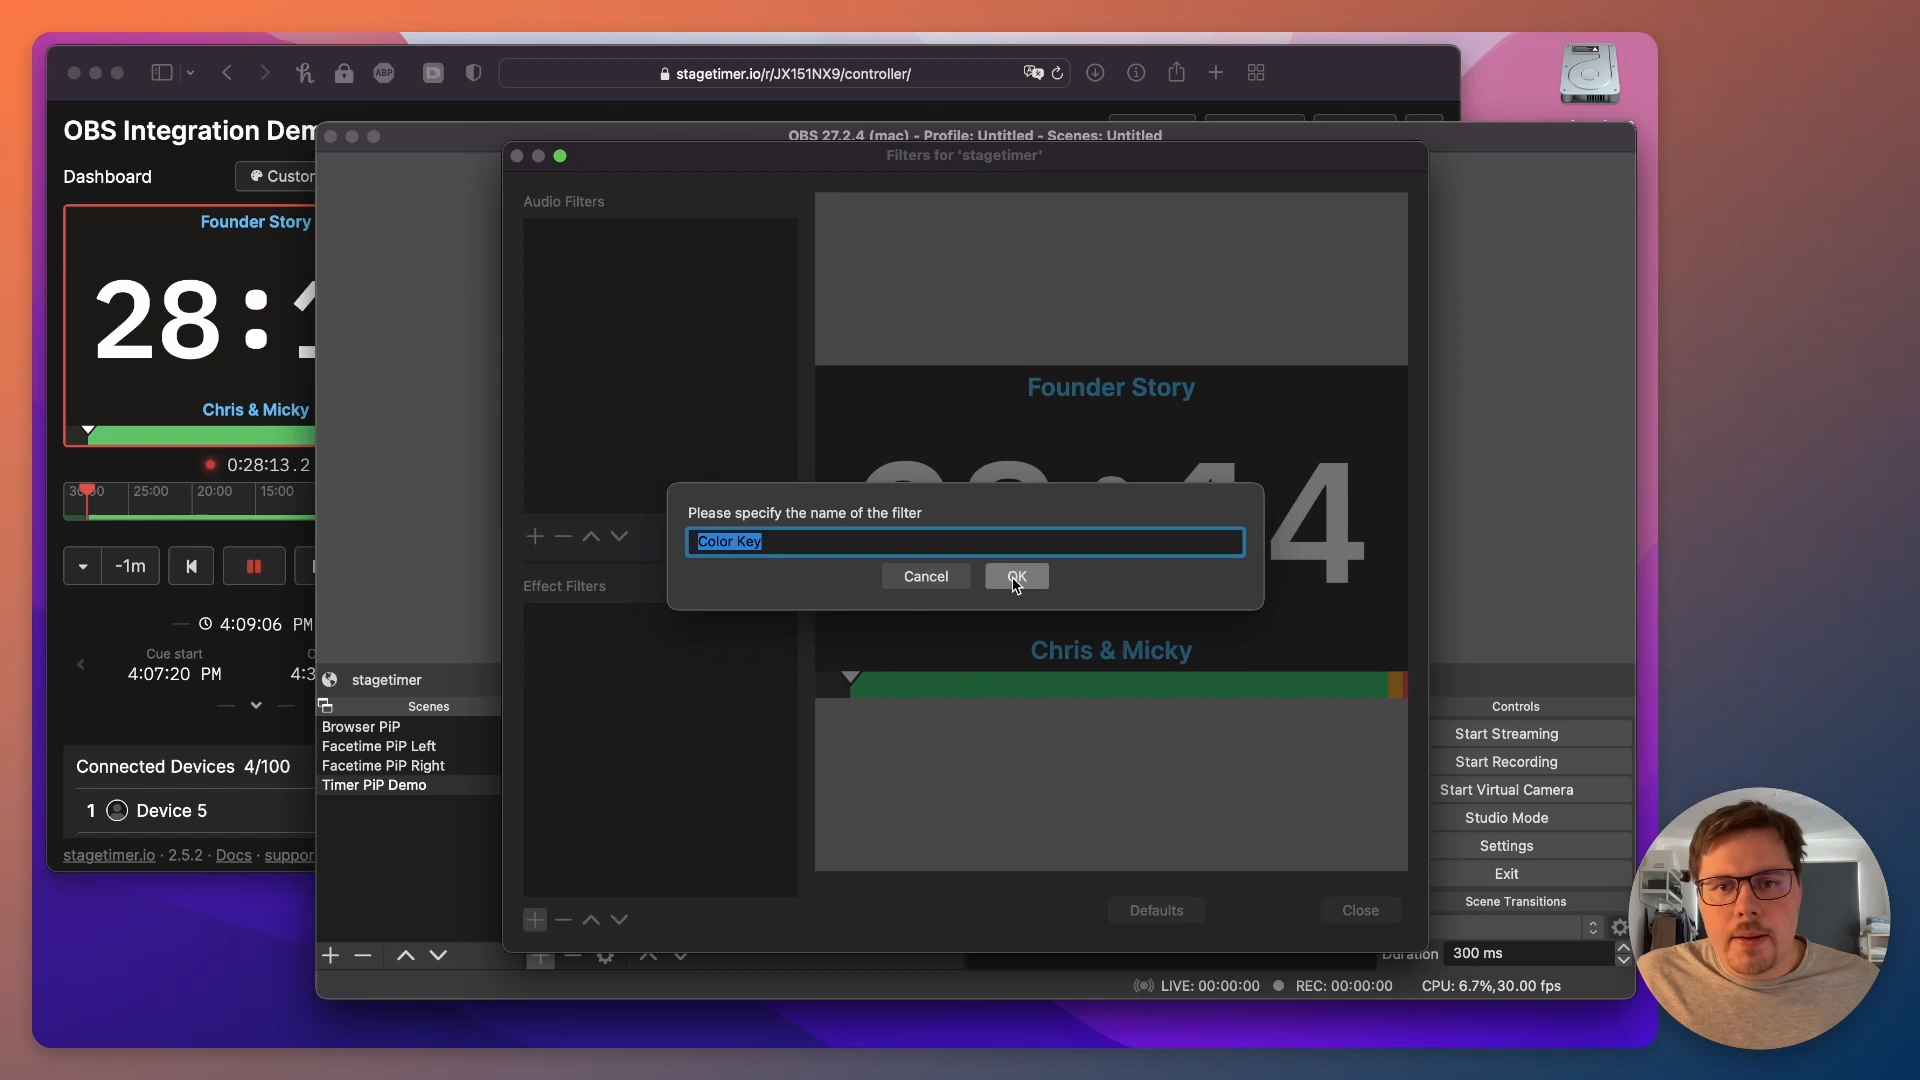 stagetimer.io/r/JX151NX9/controller/
ABP
OBS Integration Dem
Dashboard
Custor
Founder Story
28:1
Chris & Micky
0:28:13.2
25:00
20:00
15:00
-1m
4:09:06 PM
Cue start
4:07:20 PM
4:3
Connected Devices 4/100
1 Device 5
stagetimer.io · 2.5.2 · Docs · suppor
OBS 27.2.4 (mac) - Profile: Untitled - Scenes: Untitled
Filters for 'stagetimer'
Audio Filters
Effect Filters
Founder Story
4
Chris & Micky
Please specify the name of the filter
Color Key
Cancel
OK
Defaults
Close
stagetimer
Scenes
Browser PiP
Facetime PiP Left
Facetime PiP Right
Timer PiP Demo
Controls
Start Streaming
Start Recording
Start Virtual Camera
Studio Mode
Settings
Exit
Scene Transitions
Duration 300 ms
LIVE: 00:00:00
REC: 00:00:00
CPU: 6.7%,30.00 fps